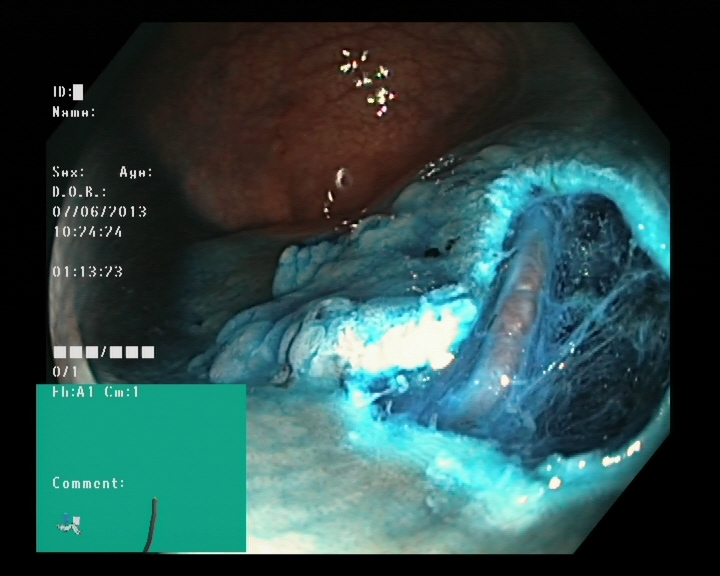 ID:
Name:
Sex: Age:
D.O.B.:
07/06/2013
10:24:24
01:13:23
■■■/■■■
0/1
Eh:A1 Cm:1
Comment: